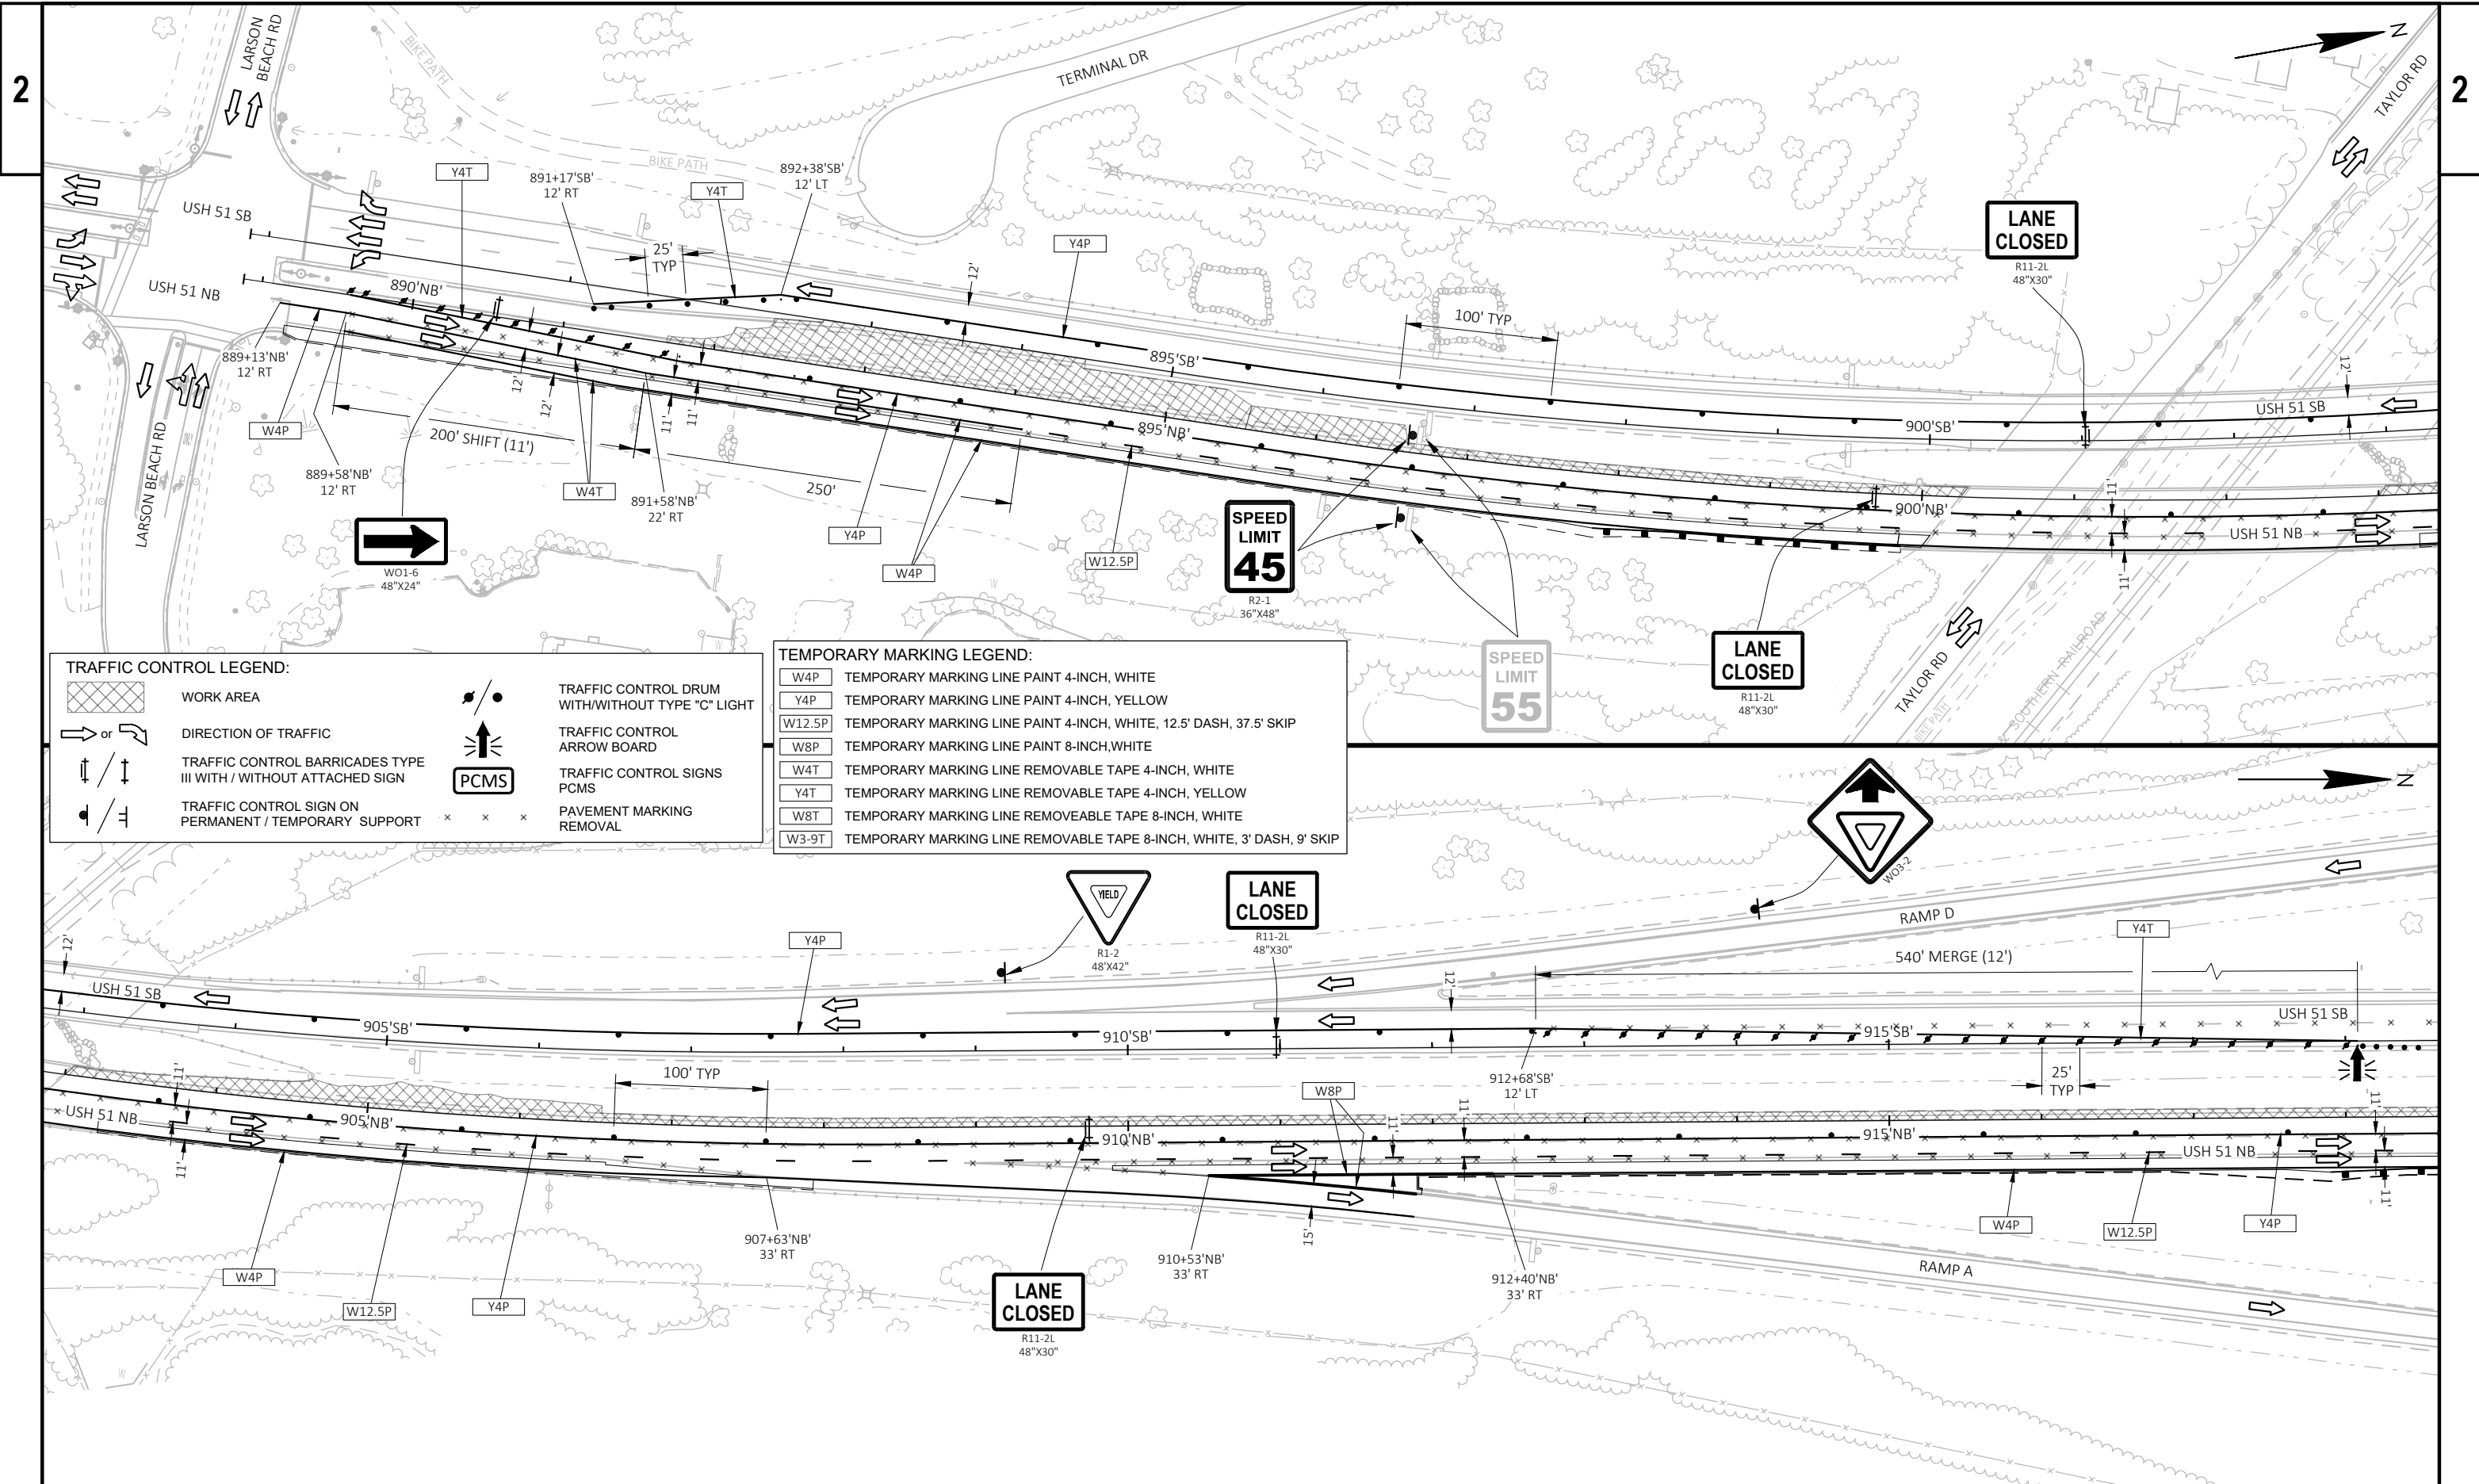 2
2
LARSON
BEACH RD
BIKE PATH
TERMINAL DR
N
TAYLOR RD
BIKE PATH
Y4T
891+17'SB'
12' RT
Y4T
892+38'SB'
12' LT
USH 51 SB
25'
TYP
Y4P
12'
LANE
CLOSED
R11-2L
48"X30"
USH 51 NB
890'NB'
100' TYP
895'SB'
12'
889+13'NB'
12' RT
12'
12'
11'
11'
USH 51 SB
900'SB'
W4P
200' SHIFT (11')
895'NB'
LARSON BEACH RD
889+58'NB'
12' RT
W4T
891+58'NB'
22' RT
250'
11'
900'NB'
USH 51 NB
11'
Y4P
W4P
W12.5P
SPEED
LIMIT
45
R2-1
36"X48"
WO1-6
48"X24"
SPEED
LIMIT
55
LANE
CLOSED
R11-2L
48"X30"
TAYLOR RD
BIKE PATH
SOUTHERN RAILROAD
W
W
TRAFFIC CONTROL LEGEND:
WORK AREA
or
DIRECTION OF TRAFFIC
TRAFFIC CONTROL BARRICADES TYPE
III WITH / WITHOUT ATTACHED SIGN
TRAFFIC CONTROL SIGN ON
PERMANENT / TEMPORARY SUPPORT
TRAFFIC CONTROL DRUM
WITH/WITHOUT TYPE "C" LIGHT
TRAFFIC CONTROL
ARROW BOARD
PCMS
TRAFFIC CONTROL SIGNS
PCMS
PAVEMENT MARKING
REMOVAL
TEMPORARY MARKING LEGEND:
W4P TEMPORARY MARKING LINE PAINT 4-INCH, WHITE
Y4P TEMPORARY MARKING LINE PAINT 4-INCH, YELLOW
W12.5P TEMPORARY MARKING LINE PAINT 4-INCH, WHITE, 12.5' DASH, 37.5' SKIP
W8P TEMPORARY MARKING LINE PAINT 8-INCH,WHITE
W4T TEMPORARY MARKING LINE REMOVABLE TAPE 4-INCH, WHITE
Y4T TEMPORARY MARKING LINE REMOVABLE TAPE 4-INCH, YELLOW
W8T TEMPORARY MARKING LINE REMOVEABLE TAPE 8-INCH, WHITE
W3-9T TEMPORARY MARKING LINE REMOVABLE TAPE 8-INCH, WHITE, 3' DASH, 9' SKIP
N
WO3-2
YIELD
R1-2
48'X42"
LANE
CLOSED
R11-2L
48"X30"
RAMP D
Y4T
Y4P
12'
540' MERGE (12')
12'
USH 51 SB
905'SB'
910'SB'
915'SB'
USH 51 SB
100' TYP
912+68'SB'
12' LT
25'
TYP
W8P
11'
USH 51 NB
905'NB'
910'NB'
11'
11'
915'NB'
11'
USH 51 NB
11'
11'
907+63'NB'
33' RT
910+53'NB'
33' RT
15'
912+40'NB'
33' RT
W4P
W12.5P
Y4P
RAMP A
W4P
W12.5P
Y4P
LANE
CLOSED
R11-2L
48"X30"
W